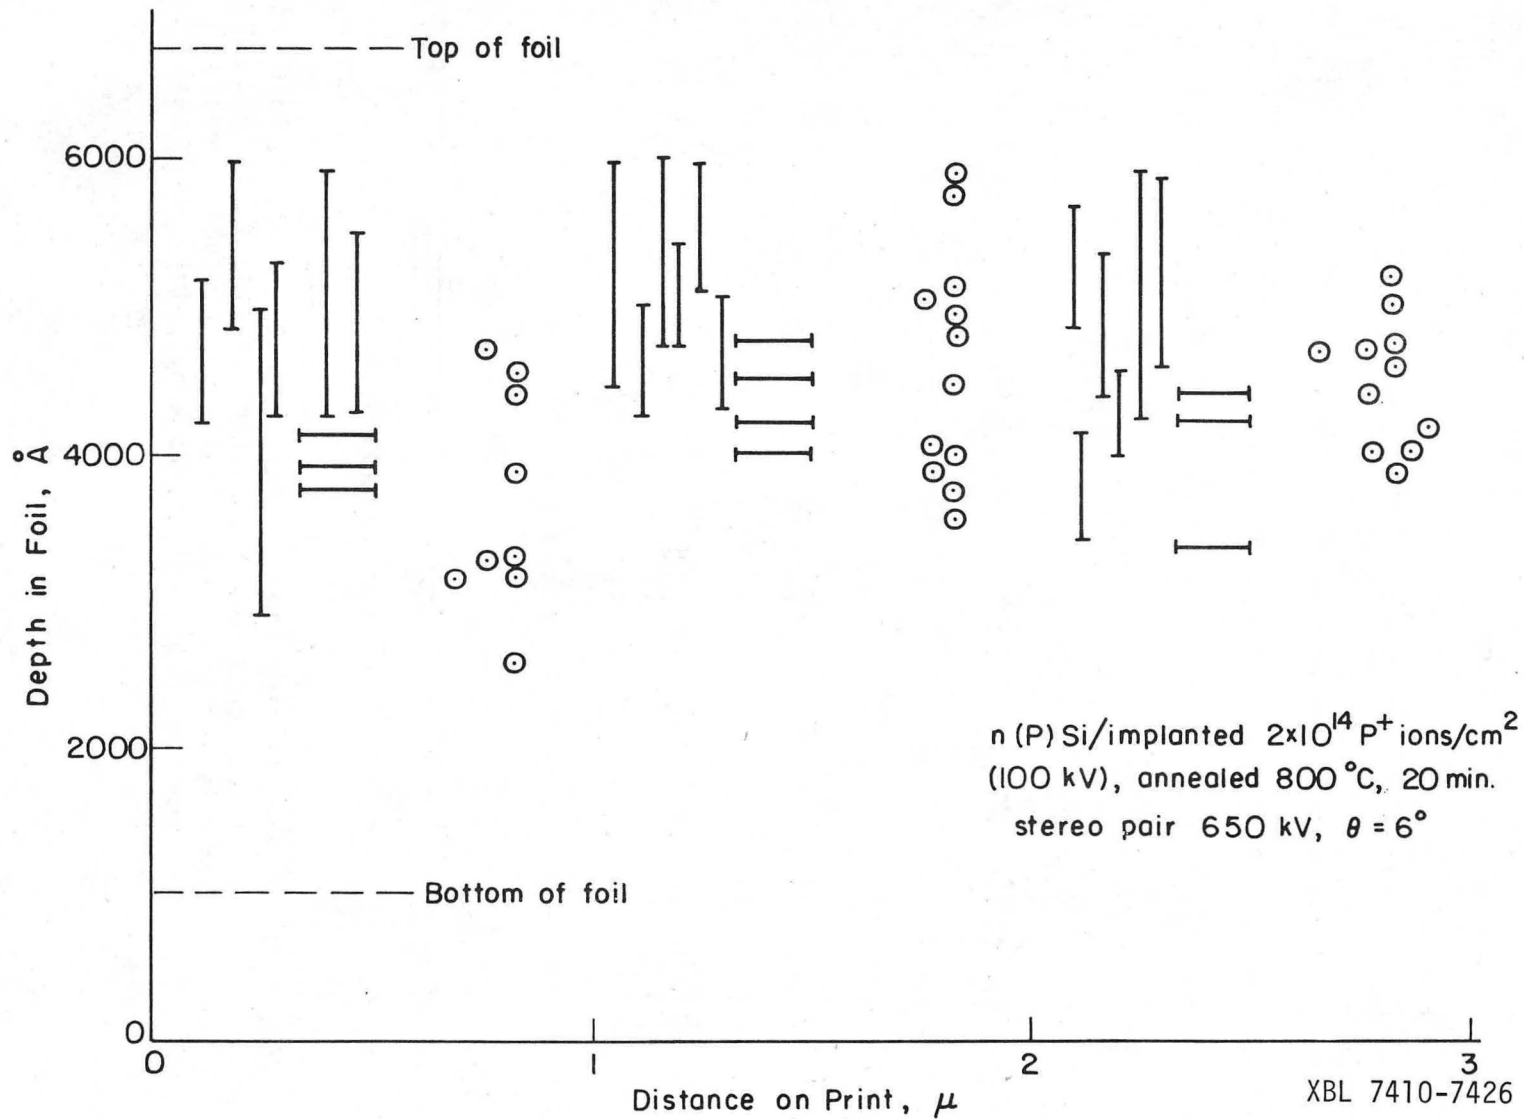 Top of foil
6000
4000
2000
0
Depth in Foil, Å
n (P) Si/implanted 2×10¹⁴ P⁺ ions/cm²
(100 kV), annealed 800 °C, 20 min.
stereo pair 650 kV, θ = 6°
Bottom of foil
0 1 2 3
Distance on Print, μ
XBL 7410-7426